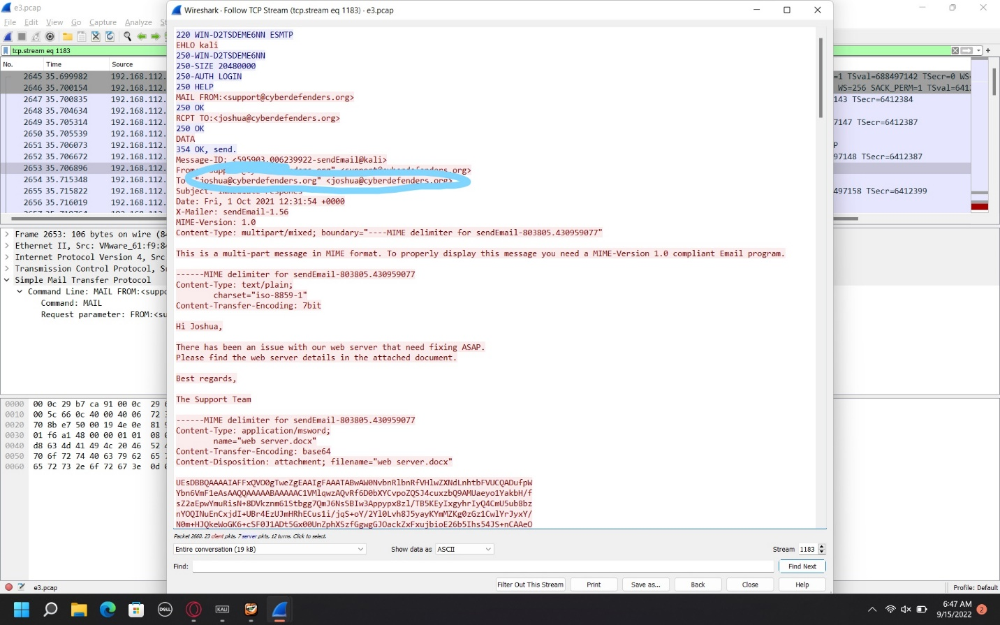 e3.pcap
Wireshark · Follow TCP Stream (tcp.stream eq 1183) · e3.pcap
File Edit View Go Capture Analyze St
tcp.stream eq 1183
No. Time Source
2645 35.699982 192.168.112.
2646 35.700154 192.168.112.
2647 35.700835 192.168.112.
2648 35.704634 192.168.112.
2649 35.705314 192.168.112.
2650 35.705539 192.168.112.
2651 35.706073 192.168.112.
2652 35.706672 192.168.112.
2653 35.706896 192.168.112.
2654 35.715348 192.168.112.
2655 35.715822 192.168.112.
2656 35.716019 192.168.112.
Frame 2653: 106 bytes on wire (84
Ethernet II, Src: VMware_61:f9:84
Internet Protocol Version 4, Src
Transmission Control Protocol, S
Simple Mail Transfer Protocol
Command Line: MAIL FROM:<suppo
Command: MAIL
Request parameter: FROM:<su
0000 00 0c 29 b7 ca 91 00 0c 29
0010 00 5c 66 0c 40 00 40 06 72
0020 70 8b e7 50 00 19 4e 0e 81
0030 01 f6 a1 48 00 00 01 01 08
0040 d8 63 4d 41 49 4c 20 46 52
0050 70 6f 72 74 40 63 79 62 65
0060 65 72 73 2e 6f 72 67 3e 0d
220 WIN-D2TSDEME6NN ESMTP
EHLO kali
250-WIN-D2TSDEME6NN
250-SIZE 20480000
250-AUTH LOGIN
250 HELP
MAIL FROM:<support@cyberdefenders.org>
250 OK
RCPT TO:<joshua@cyberdefenders.org>
250 OK
DATA
354 OK, send.
Message-ID: <595903.006239922-sendEmail@kali>
From: "support@cyberdefenders.org" <support@cyberdefenders.org>
To: "joshua@cyberdefenders.org" <joshua@cyberdefenders.org>
Subject: Immediate respones
Date: Fri, 1 Oct 2021 12:31:54 +0000
X-Mailer: sendEmail-1.56
MIME-Version: 1.0
Content-Type: multipart/mixed; boundary="----MIME delimiter for sendEmail-803805.430959077"
This is a multi-part message in MIME format. To properly display this message you need a MIME-Version 1.0 compliant Email program.
------MIME delimiter for sendEmail-803805.430959077
Content-Type: text/plain;
charset="iso-8859-1"
Content-Transfer-Encoding: 7bit
Hi Joshua,
There has been an issue with our web server that need fixing ASAP.
Please find the web server details in the attached document.
Best regards,
The Support Team
------MIME delimiter for sendEmail-803805.430959077
Content-Type: application/msword;
name="web server.docx"
Content-Transfer-Encoding: base64
Content-Disposition: attachment; filename="web server.docx"
UEsDBBQAAAAIAFFxQVO0gTweZgEAAIgFAAATABwAW0NvbnRlbnRfVHlwZXNdLnhtbFVUCQADufpW
Ybn6VmF1eAsAAQQAAAAABAAAAAC1VMlqwzAQvRf6D0bXYCvpoZQSJ4cuxzbQ9AMUaeyo1YakbH/f
sZ2aEpwYmuRisN+8DVkznm61Stbgg7QmJ6NsSBIw3Appypx8zl/TB5KEyIxgyhrIyQ4CmU5ub8bz
nYOQINuEnCxjdI+UBr4EzUJmHRhECus1i/jqS+oY/2Yl0Lvh8J5yayKYmMZKg0zGz1CwlYrJyxY/
N0m+HJQkeWoGK6+cSF0J1ADt5Gx00UnZphXSzfGgwgGJOackZxFxujbioE26b5Ihs54JS+nCAAeO
Packet 2660. 23 client pkts, 7 server pkts, 12 turns. Click to select.
Entire conversation (19 kB)
Show data as ASCII
Stream 1183
Find:
Find Next
Filter Out This Stream Print Save as... Back Close Help
=1 TSval=688497142 TSecr=0 WS=
WS=256 SACK_PERM=1 TSval=6412
143 TSecr=6412384
7147 TSecr=6412387
P
97148 TSecr=6412387
497158 TSecr=6412399
e3.pcap
Profile: Default
DELL
KALI
6:47 AM
9/15/2022
2